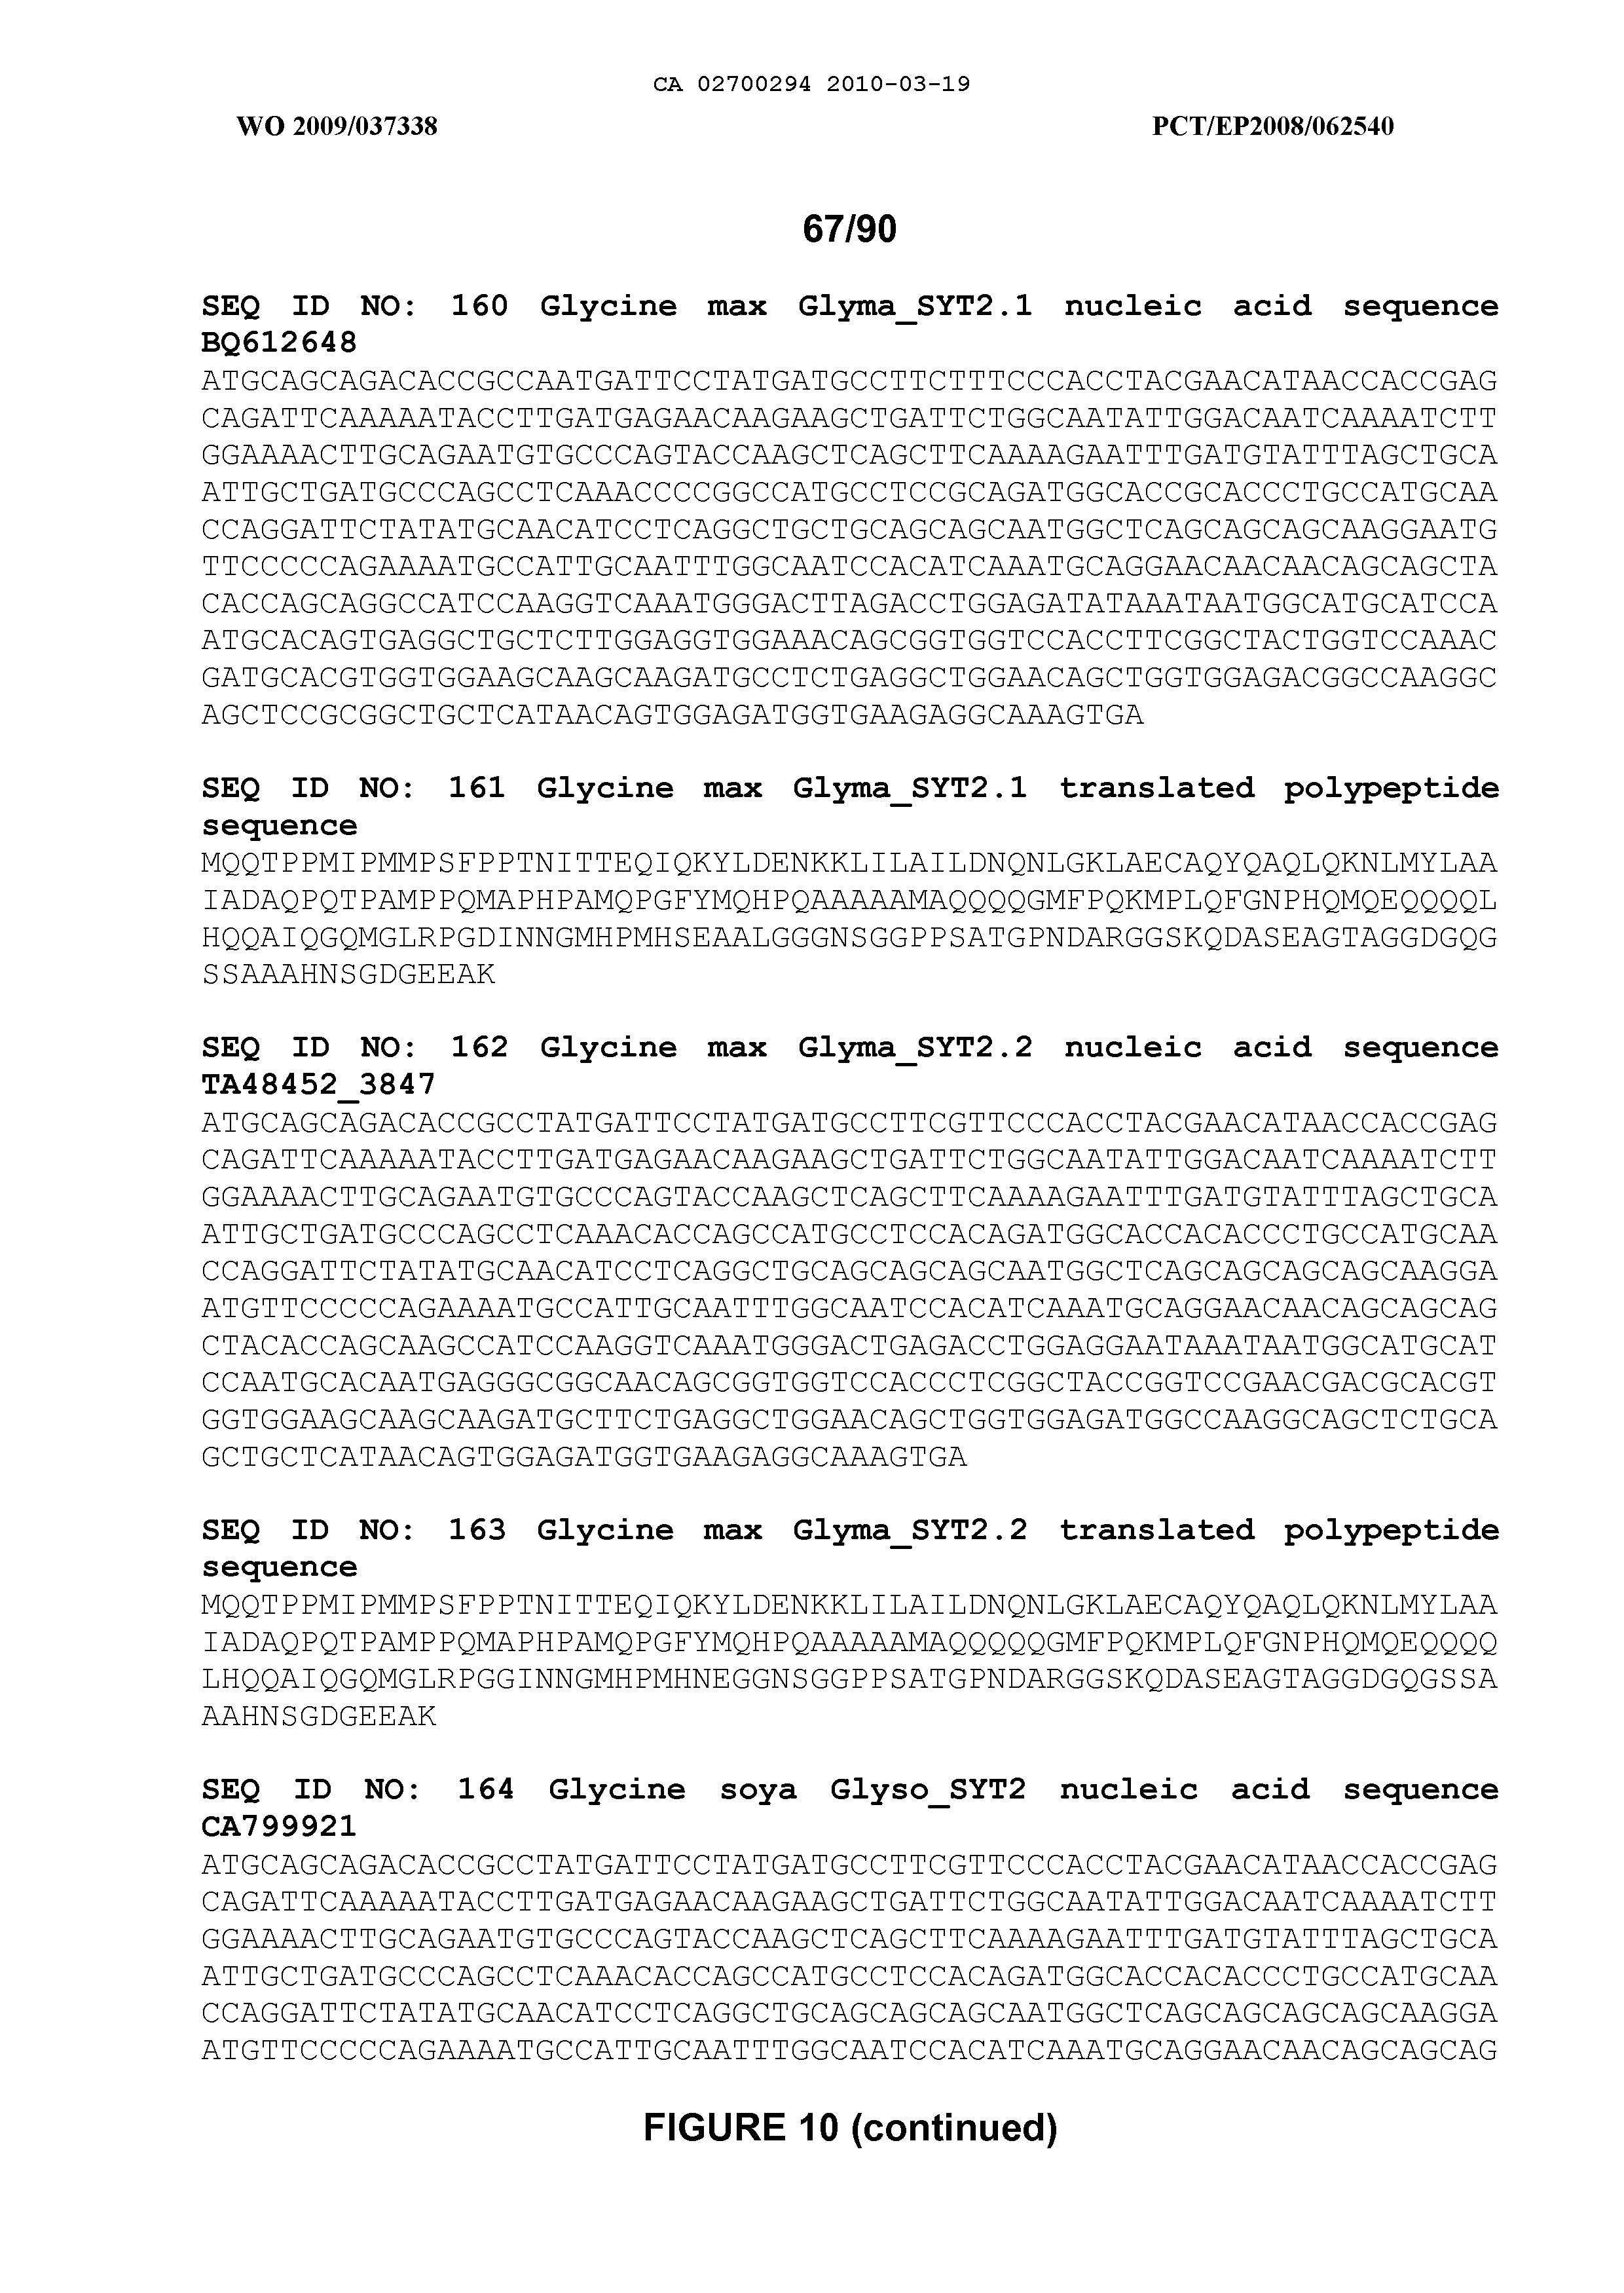 CA 02700294 2010-03-19
WO 2009/037338 PCT/EP2008/062540
67/90
SEQ ID NO: 160 Glycine max Glyma_SYT2.1 nucleic acid sequence
BQ612648
ATGCAGCAGACACCGCCAATGATTCCTATGATGCCTTCTTTCCCACCTACGAACATAACCACCGAG
CAGATTCAAAAATACCTTGATGAGAACAAGAAGCTGATTCTGGCAATATTGGACAATCAAAATCTT
GGAAAACTTGCAGAATGTGCCCAGTACCAAGCTCAGCTTCAAAAGAATTTGATGTATTTAGCTGCA
ATTGCTGATGCCCAGCCTCAAACCCCGGCCATGCCTCCGCAGATGGCACCGCACCCTGCCATGCAA
CCAGGATTCTATATGCAACATCCTCAGGCTGCTGCAGCAGCAATGGCTCAGCAGCAGCAAGGAATG
TTCCCCCAGAAAATGCCATTGCAATTTGGCAATCCACATCAAATGCAGGAACAACAACAGCAGCTA
CACCAGCAGGCCATCCAAGGTCAAATGGGACTTAGACCTGGAGATATAAATAATGGCATGCATCCA
ATGCACAGTGAGGCTGCTCTTGGAGGTGGAAACAGCGGTGGTCCACCTTCGGCTACTGGTCCAAAC
GATGCACGTGGTGGAAGCAAGCAAGATGCCTCTGAGGCTGGAACAGCTGGTGGAGACGGCCAAGGC
AGCTCCGCGGCTGCTCATAACAGTGGAGATGGTGAAGAGGCAAAGTGA
SEQ ID NO: 161 Glycine max Glyma_SYT2.1 translated polypeptide
sequence
MQQTPPMIPMMPSFPPTNITTEQIQKYLDENKKLILAILDNQNLGKLAECAQYQAQLQKNLMYLAA
IADAQPQTPAMPPQMAPHPAMQPGFYMQHPQAAAAAMAQQQQGMFPQKMPLQFGNPHQMQEQQQQL
HQQAIQGQMGLRPGDINNGMHPMHSEAALGGGNSGGPPSATGPNDARGGSKQDASEAGTAGGDGQG
SSAAAHNSGDGEEAK
SEQ ID NO: 162 Glycine max Glyma_SYT2.2 nucleic acid sequence
TA48452_3847
ATGCAGCAGACACCGCCTATGATTCCTATGATGCCTTCGTTCCCACCTACGAACATAACCACCGAG
CAGATTCAAAAATACCTTGATGAGAACAAGAAGCTGATTCTGGCAATATTGGACAATCAAAATCTT
GGAAAACTTGCAGAATGTGCCCAGTACCAAGCTCAGCTTCAAAAGAATTTGATGTATTTAGCTGCA
ATTGCTGATGCCCAGCCTCAAACACCAGCCATGCCTCCACAGATGGCACCACACCCTGCCATGCAA
CCAGGATTCTATATGCAACATCCTCAGGCTGCAGCAGCAGCAATGGCTCAGCAGCAGCAGCAAGGA
ATGTTCCCCCAGAAAATGCCATTGCAATTTGGCAATCCACATCAAATGCAGGAACAACAGCAGCAG
CTACACCAGCAAGCCATCCAAGGTCAAATGGGACTGAGACCTGGAGGAATAAATAATGGCATGCAT
CCAATGCACAATGAGGGCGGCAACAGCGGTGGTCCACCCTCGGCTACCGGTCCGAACGACGCACGT
GGTGGAAGCAAGCAAGATGCTTCTGAGGCTGGAACAGCTGGTGGAGATGGCCAAGGCAGCTCTGCA
GCTGCTCATAACAGTGGAGATGGTGAAGAGGCAAAGTGA
SEQ ID NO: 163 Glycine max Glyma_SYT2.2 translated polypeptide
sequence
MQQTPPMIPMMPSFPPTNITTEQIQKYLDENKKLILAILDNQNLGKLAECAQYQAQLQKNLMYLAA
IADAQPQTPAMPPQMAPHPAMQPGFYMQHPQAAAAAMAQQQQQGMFPQKMPLQFGNPHQMQEQQQQ
LHQQAIQGQMGLRPGGINNGMHPMHNEGGNSGGPPSATGPNDARGGSKQDASEAGTAGGDGQGSSA
AAHNSGDGEEAK
SEQ ID NO: 164 Glycine soya Glyso_SYT2 nucleic acid sequence
CA799921
ATGCAGCAGACACCGCCTATGATTCCTATGATGCCTTCGTTCCCACCTACGAACATAACCACCGAG
CAGATTCAAAAATACCTTGATGAGAACAAGAAGCTGATTCTGGCAATATTGGACAATCAAAATCTT
GGAAAACTTGCAGAATGTGCCCAGTACCAAGCTCAGCTTCAAAAGAATTTGATGTATTTAGCTGCA
ATTGCTGATGCCCAGCCTCAAACACCAGCCATGCCTCCACAGATGGCACCACACCCTGCCATGCAA
CCAGGATTCTATATGCAACATCCTCAGGCTGCAGCAGCAGCAATGGCTCAGCAGCAGCAGCAAGGA
ATGTTCCCCCAGAAAATGCCATTGCAATTTGGCAATCCACATCAAATGCAGGAACAACAGCAGCAG
FIGURE 10 (continued)